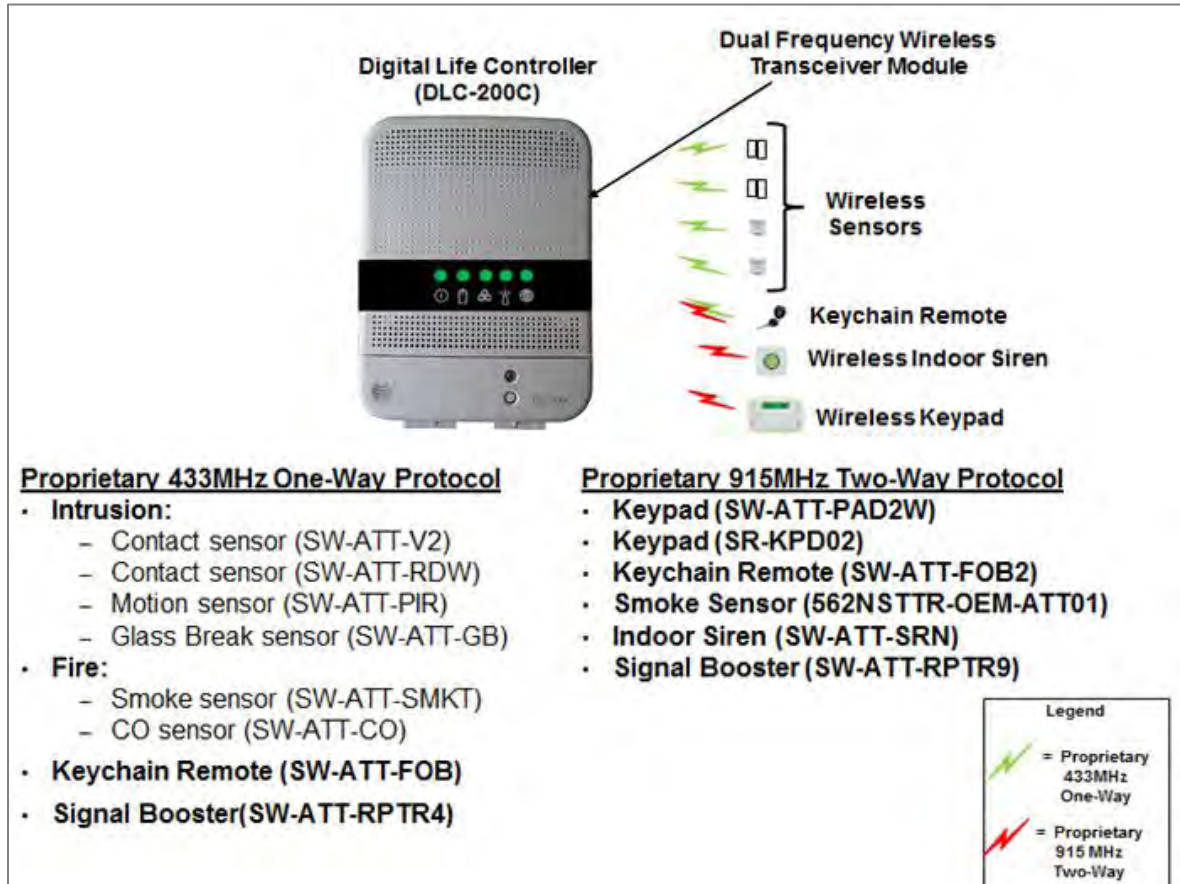 Digital Life Controller
(DLC-200C)
Dual Frequency Wireless
Transceiver Module
Wireless
Sensors
Keychain Remote
Wireless Indoor Siren
Wireless Keypad
Proprietary 433MHz One-Way Protocol
· Intrusion:
– Contact sensor (SW-ATT-V2)
– Contact sensor (SW-ATT-RDW)
– Motion sensor (SW-ATT-PIR)
– Glass Break sensor (SW-ATT-GB)
· Fire:
– Smoke sensor (SW-ATT-SMKT)
– CO sensor (SW-ATT-CO)
· Keychain Remote (SW-ATT-FOB)
· Signal Booster(SW-ATT-RPTR4)
Proprietary 915MHz Two-Way Protocol
· Keypad (SW-ATT-PAD2W)
· Keypad (SR-KPD02)
· Keychain Remote (SW-ATT-FOB2)
· Smoke Sensor (562NSTTR-OEM-ATT01)
· Indoor Siren (SW-ATT-SRN)
· Signal Booster (SW-ATT-RPTR9)
Legend
= Proprietary
433MHz
One-Way
= Proprietary
915 MHz
Two-Way